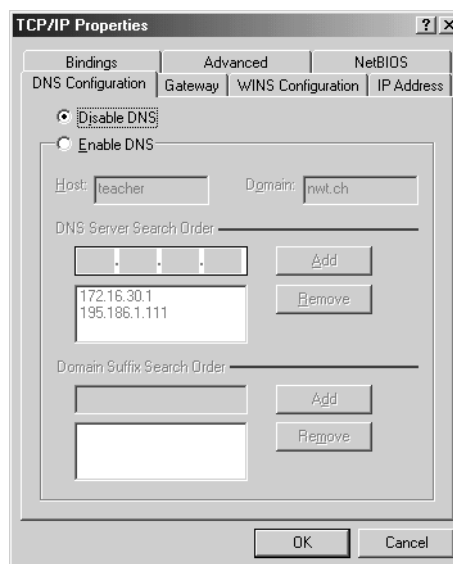 TCP/IP Properties
Bindings Advanced NetBIOS
DNS Configuration Gateway WINS Configuration IP Address
Disable DNS
Enable DNS
Host: teacher Domain: nwt.ch
DNS Server Search Order
. . . Add
172.16.30.1 Remove
195.186.1.111
Domain Suffix Search Order
Add
Remove
OK Cancel